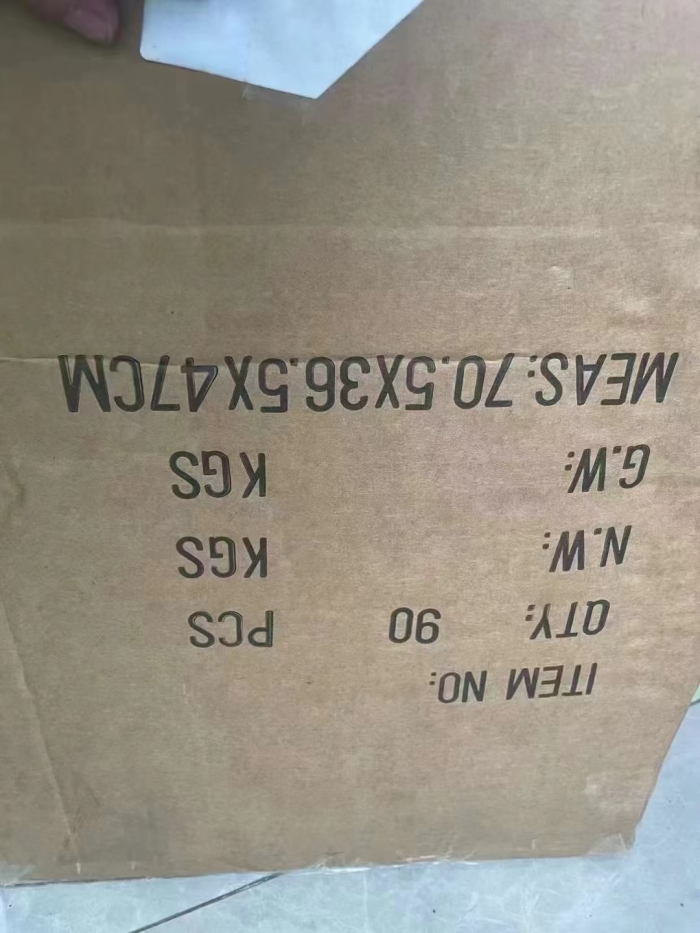 ITEM NO:
QTY: 90 PCS
N.W: KGS
G.W: KGS
MEAS:70.5X36.5X47CM